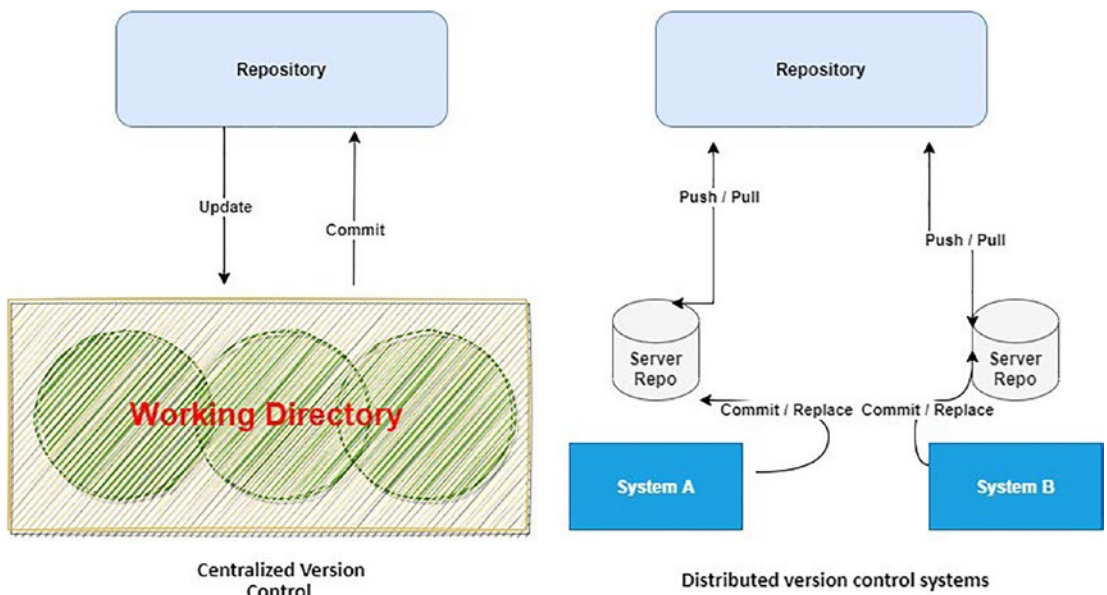 Repository
Update
Commit
Working Directory
Centralized Version
Control
Repository
Push / Pull
Push / Pull
Server
Repo
Server
Repo
Commit / Replace
Commit / Replace
System A
System B
Distributed version control systems